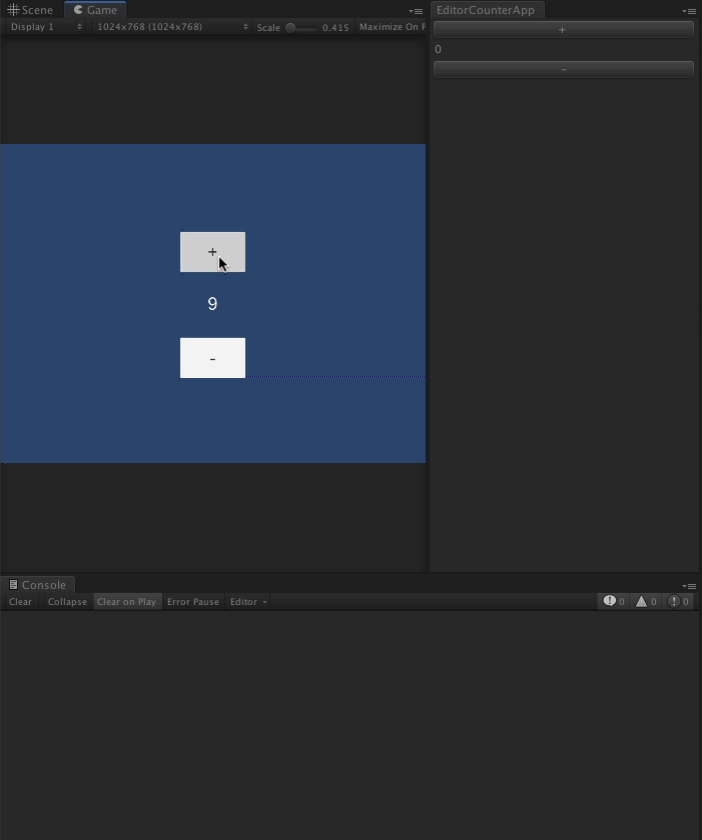 Scene Game
Display 1 1024x768 (1024x768) Scale 0.415 Maximize On P
+
9
-
EditorCounterApp
+
0
-
Console
Clear Collapse Clear on Play Error Pause Editor 0 0 0